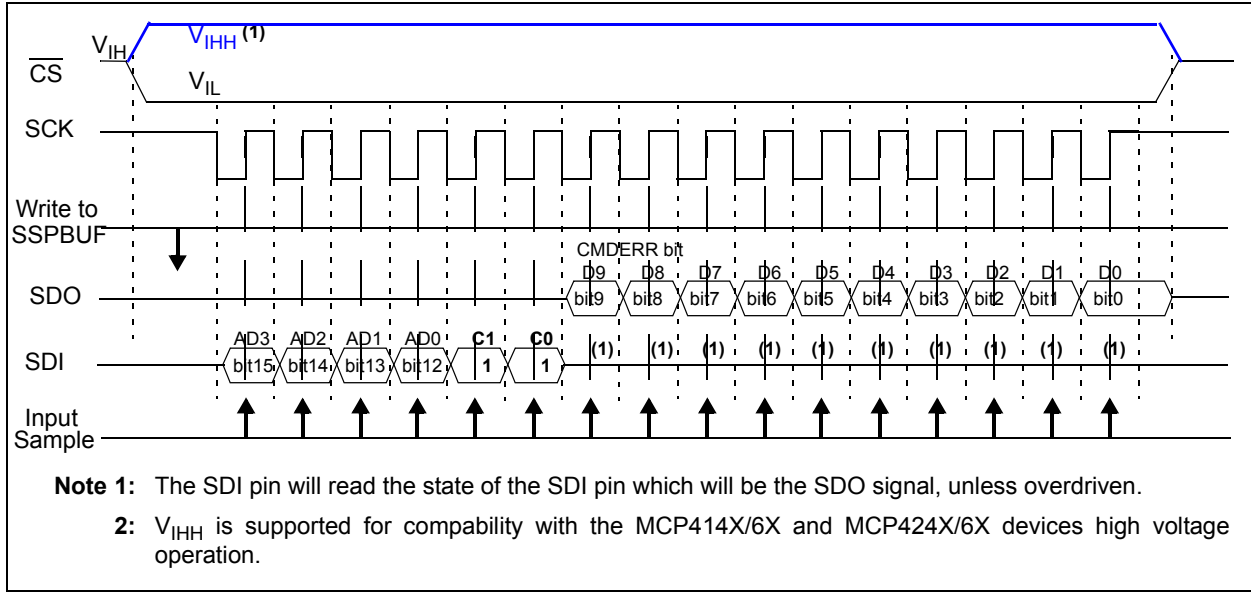 VIH
VIHH (1)
CS
VIL
SCK
Write to
SSPBUF
CMDERR bit
D9 D8 D7 D6 D5 D4 D3 D2 D1 D0
SDO
bit9 bit8 bit7 bit6 bit5 bit4 bit3 bit2 bit1 bit0
AD3 AD2 AD1 AD0 C1 C0
SDI
bit15 bit14 bit13 bit12 1 1
(1) (1) (1) (1) (1) (1) (1) (1) (1) (1)
Input
Sample
Note 1: The SDI pin will read the state of the SDI pin which will be the SDO signal, unless overdriven.
2: VIHH is supported for compability with the MCP414X/6X and MCP424X/6X devices high voltage
operation.